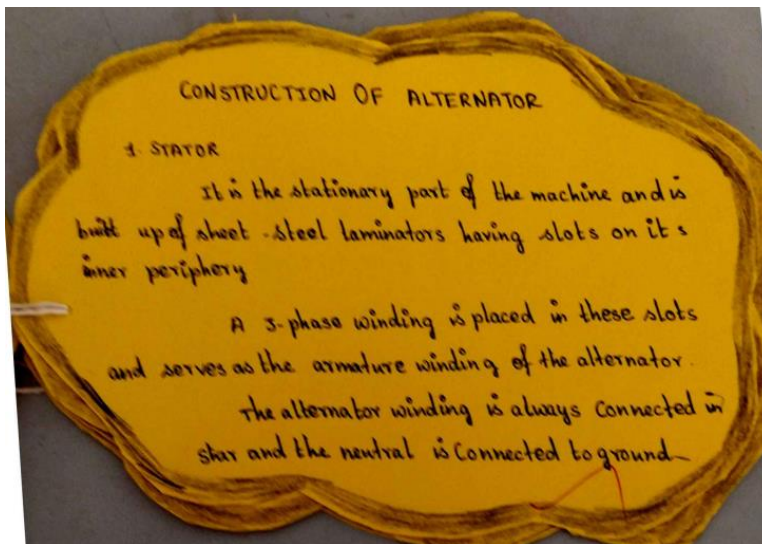 CONSTRUCTION OF ALTERNATOR
1. STATOR
It is the stationary part of the machine and is
built up of sheet-steel laminators having slots on it's
inner periphery
A 3-phase winding is placed in these slots
and serves as the armature winding of the alternator.
The alternator winding is always Connected in
star and the neutral is Connected to ground